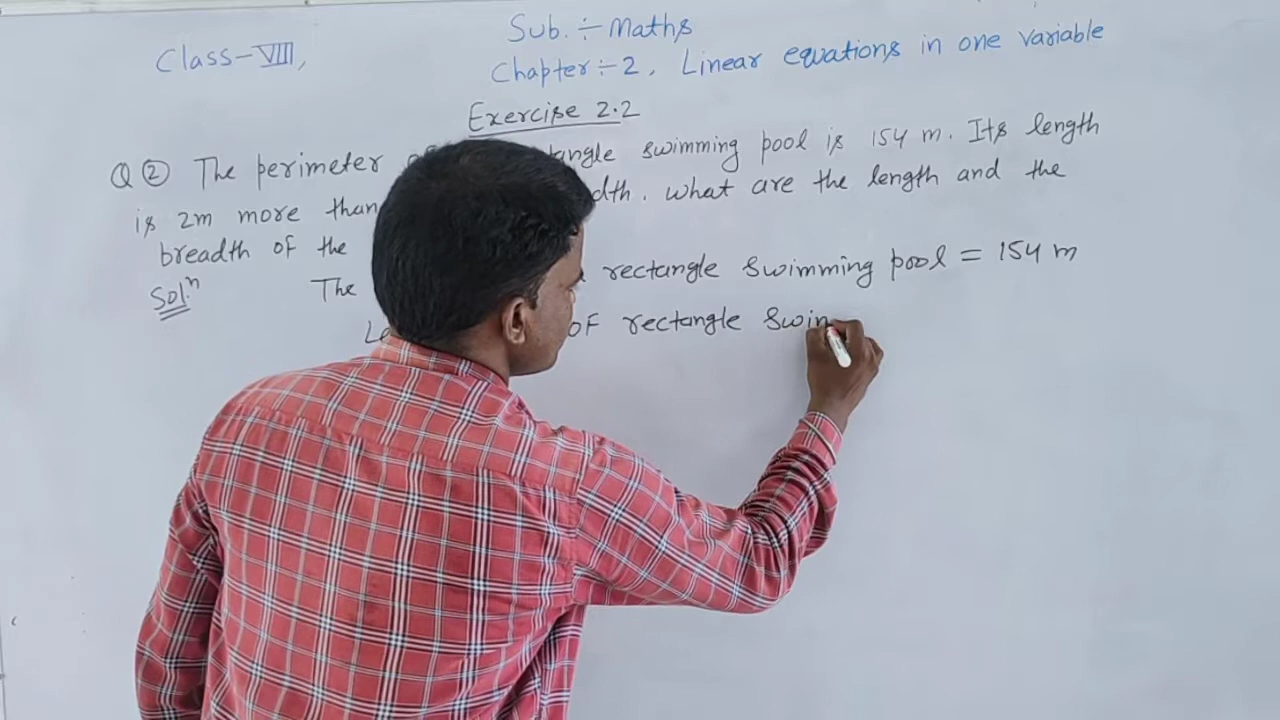 Sub. ÷ Maths
Class-VIII,
Chapter ÷ 2, Linear equations in one variable
Exercise 2.2
Q ② The perimeter swimming pool is 154 m. Its length
is 2m more than what are the length and the
breadth of the
Solⁿ The rectangle swimming pool = 154 m
of rectangle Swim